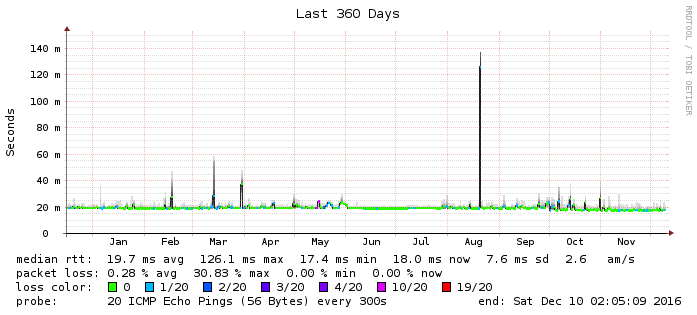 Last 360 Days
RRDTOOL / TOBI OETIKER
Seconds
140 m
120 m
100 m
80 m
60 m
40 m
20 m
0
Jan Feb Mar Apr May Jun Jul Aug Sep Oct Nov
median rtt: 19.7 ms avg 126.1 ms max 17.4 ms min 18.0 ms now 7.6 ms sd 2.6 am/s
packet loss: 0.28 % avg 30.83 % max 0.00 % min 0.00 % now
loss color: 0 1/20 2/20 3/20 4/20 10/20 19/20
probe: 20 ICMP Echo Pings (56 Bytes) every 300s end: Sat Dec 10 02:05:09 2016